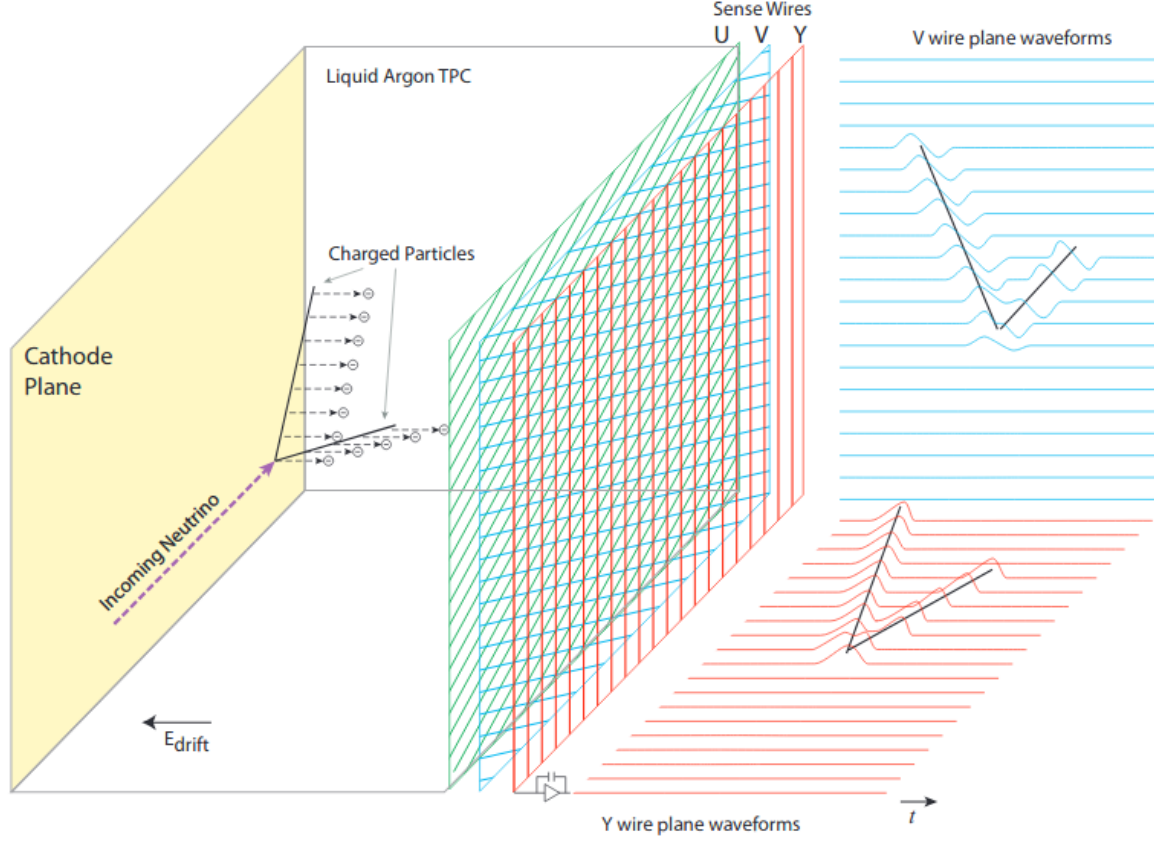 Sense Wires
U V Y
V wire plane waveforms
Liquid Argon TPC
Charged Particles
Cathode
Plane
Incoming Neutrino
Edrift
t
Y wire plane waveforms